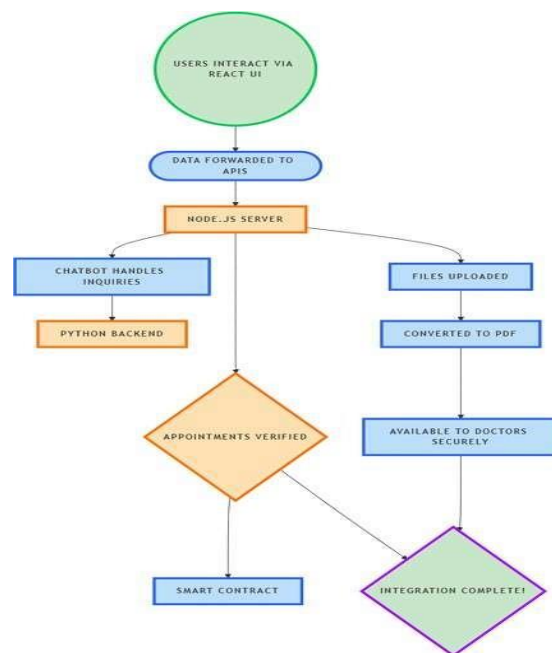 USERS INTERACT VIA
REACT UI
DATA FORWARDED TO
APIS
NODE.JS SERVER
CHATBOT HANDLES
INQUIRIES
FILES UPLOADED
PYTHON BACKEND
CONVERTED TO PDF
APPOINTMENTS VERIFIED
AVAILABLE TO DOCTORS
SECURELY
SMART CONTRACT
INTEGRATION COMPLETE!